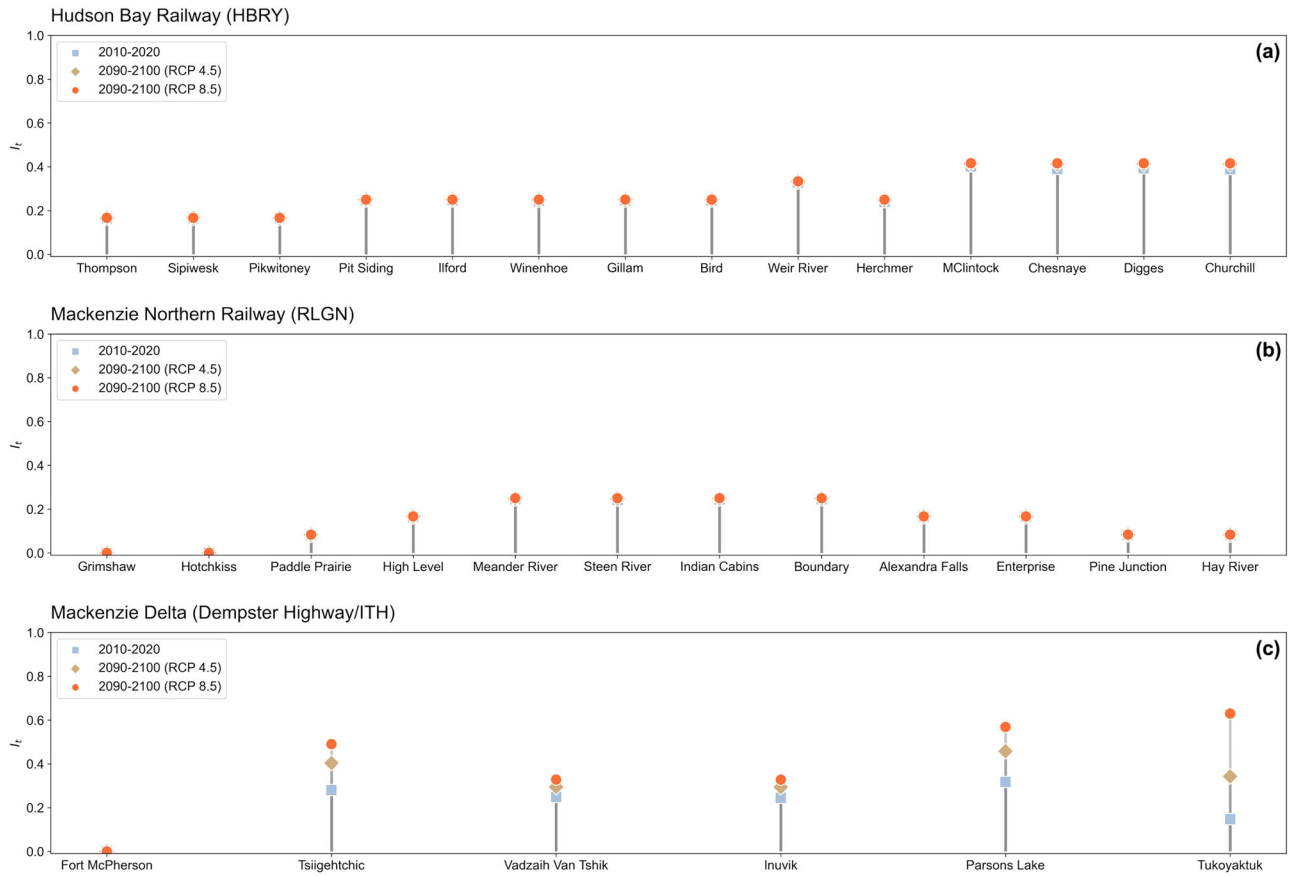 Hudson Bay Railway (HBRY)
1.0
0.8
0.6
0.4
0.2
0.0
I_t
2010-2020
2090-2100 (RCP 4.5)
2090-2100 (RCP 8.5)
(a)
Thompson Sipiwesk Pikwitoney Pit Siding Ilford Winenhoe Gillam Bird Weir River Herchmer MClintock Chesnaye Digges Churchill
Mackenzie Northern Railway (RLGN)
1.0
0.8
0.6
0.4
0.2
0.0
I_t
2010-2020
2090-2100 (RCP 4.5)
2090-2100 (RCP 8.5)
(b)
Grimshaw Hotchkiss Paddle Prairie High Level Meander River Steen River Indian Cabins Boundary Alexandra Falls Enterprise Pine Junction Hay River
Mackenzie Delta (Dempster Highway/ITH)
1.0
0.8
0.6
0.4
0.2
0.0
I_t
2010-2020
2090-2100 (RCP 4.5)
2090-2100 (RCP 8.5)
(c)
Fort McPherson Tsiigehtchic Vadzaih Van Tshik Inuvik Parsons Lake Tukoyaktuk